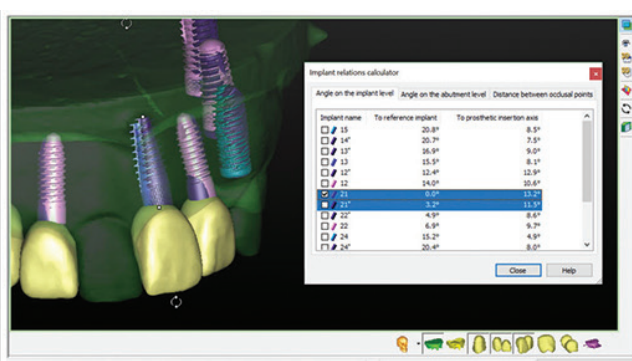 Implant relations calculator
Angle on the implant level Angle on the abutment level Distance between occlusal points
Implant name To reference implant To prosthetic insertion axis
15 20.8° 8.5°
14" 20.7° 7.5°
13" 16.9° 9.0°
13 15.5° 8.1°
12" 12.4° 12.9°
12 14.0° 10.6°
21 0.0° 13.2°
21" 3.2° 11.5°
22" 4.9° 8.6°
22 6.9° 9.7°
24 15.2° 4.9°
24" 20.4° 8.0°
Close Help